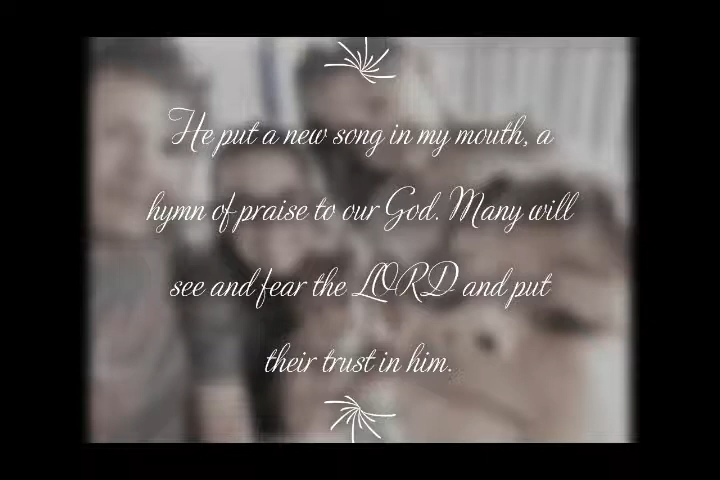 He put a new song in my mouth, a
hymn of praise to our God. Many will
see and fear the LORD and put
their trust in him.